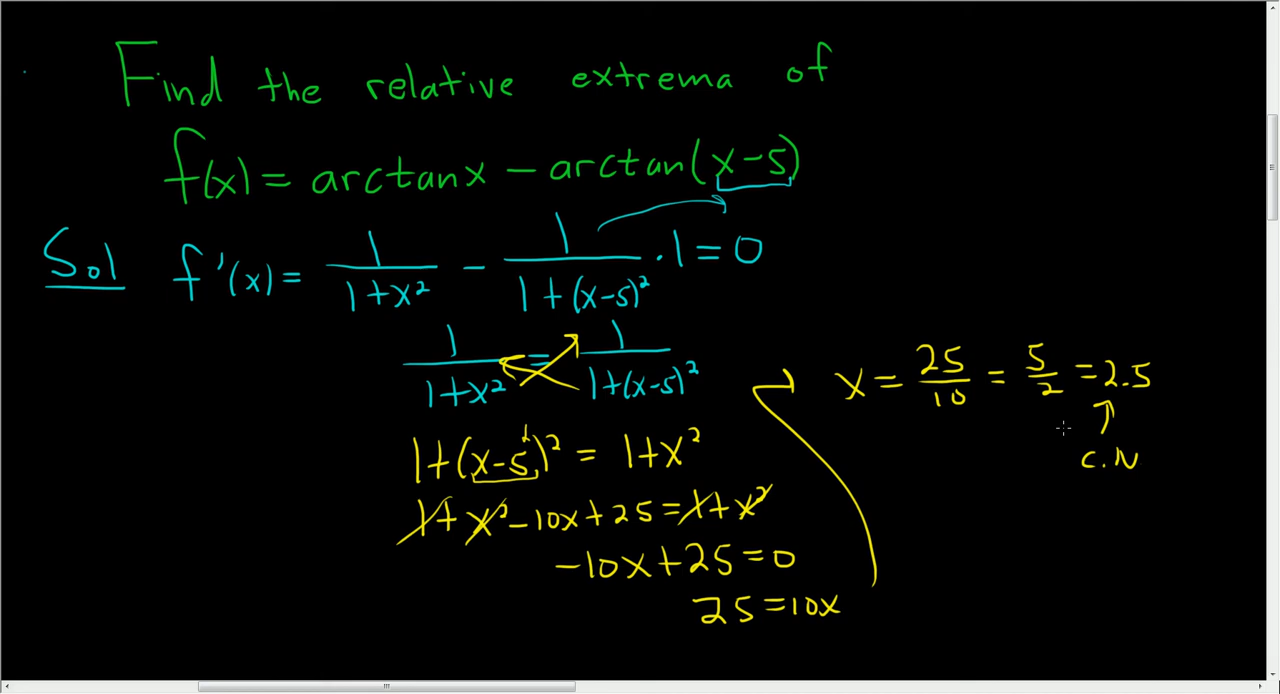 Find the relative extrema of
f(x) = arctanx - arctan(x-5)
Sol f'(x) = 1/(1+x²) - 1/(1+(x-5)²) · 1 = 0
1/(1+x²) = 1/(1+(x-5)²)
1+(x-5)² = 1+x²
1+x²-10x+25 = 1+x²
-10x+25=0
25=10x
x = 25/10 = 5/2 = 2.5
C.N